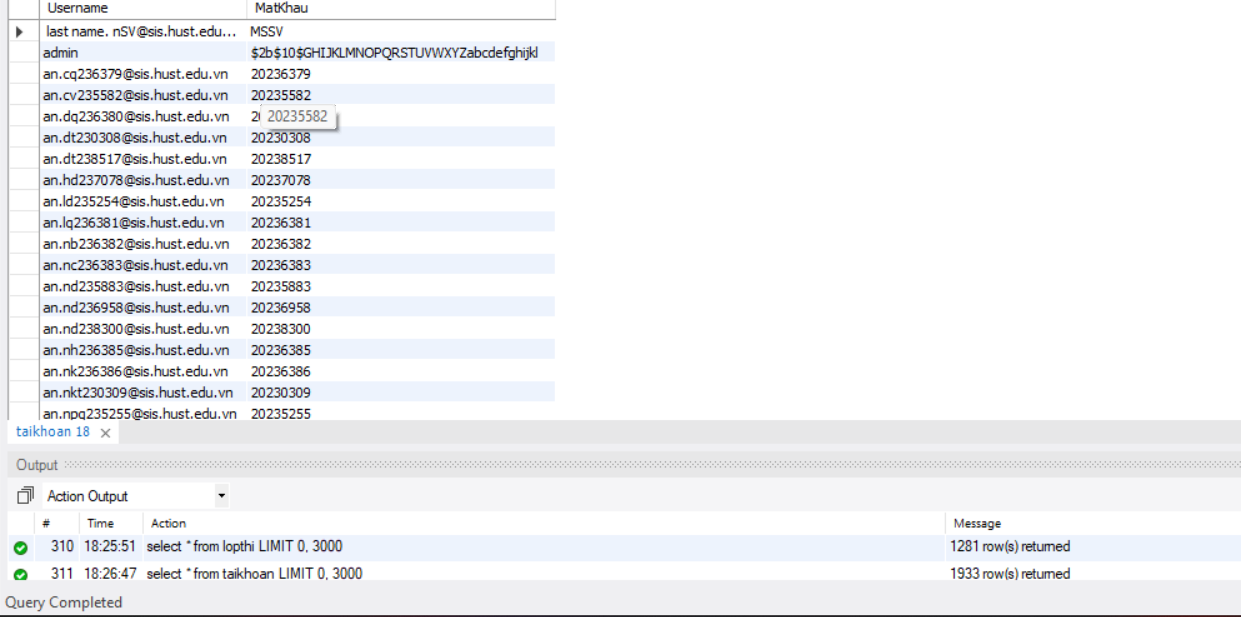 Username MatKhau
last name. nSV@sis.hust.edu... MSSV
admin $2b$10$GHIJKLMNOPQRSTUVWXYZabcdefghijkl
an.cq236379@sis.hust.edu.vn 20236379
an.cv235582@sis.hust.edu.vn 20235582
an.dq236380@sis.hust.edu.vn 20235582
an.dt230308@sis.hust.edu.vn 20230308
an.dt238517@sis.hust.edu.vn 20238517
an.hd237078@sis.hust.edu.vn 20237078
an.ld235254@sis.hust.edu.vn 20235254
an.lq236381@sis.hust.edu.vn 20236381
an.nb236382@sis.hust.edu.vn 20236382
an.nc236383@sis.hust.edu.vn 20236383
an.nd235883@sis.hust.edu.vn 20235883
an.nd236958@sis.hust.edu.vn 20236958
an.nd238300@sis.hust.edu.vn 20238300
an.nh236385@sis.hust.edu.vn 20236385
an.nk236386@sis.hust.edu.vn 20236386
an.nkt230309@sis.hust.edu.vn 20230309
an.npq235255@sis.hust.edu.vn 20235255
taikhoan 18
Output
Action Output
# Time Action Message
310 18:25:51 select * from lopthi LIMIT 0, 3000 1281 row(s) returned
311 18:26:47 select * from taikhoan LIMIT 0, 3000 1933 row(s) returned
Query Completed